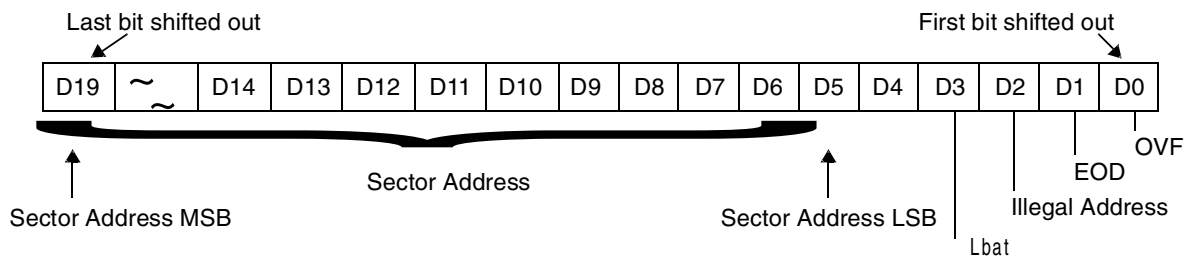 Last bit shifted out First bit shifted out
D19 ~ ~ D14 D13 D12 D11 D10 D9 D8 D7 D6 D5 D4 D3 D2 D1 D0
OVF
EOD
Sector Address
Illegal Address
Sector Address MSB Sector Address LSB
Lbat